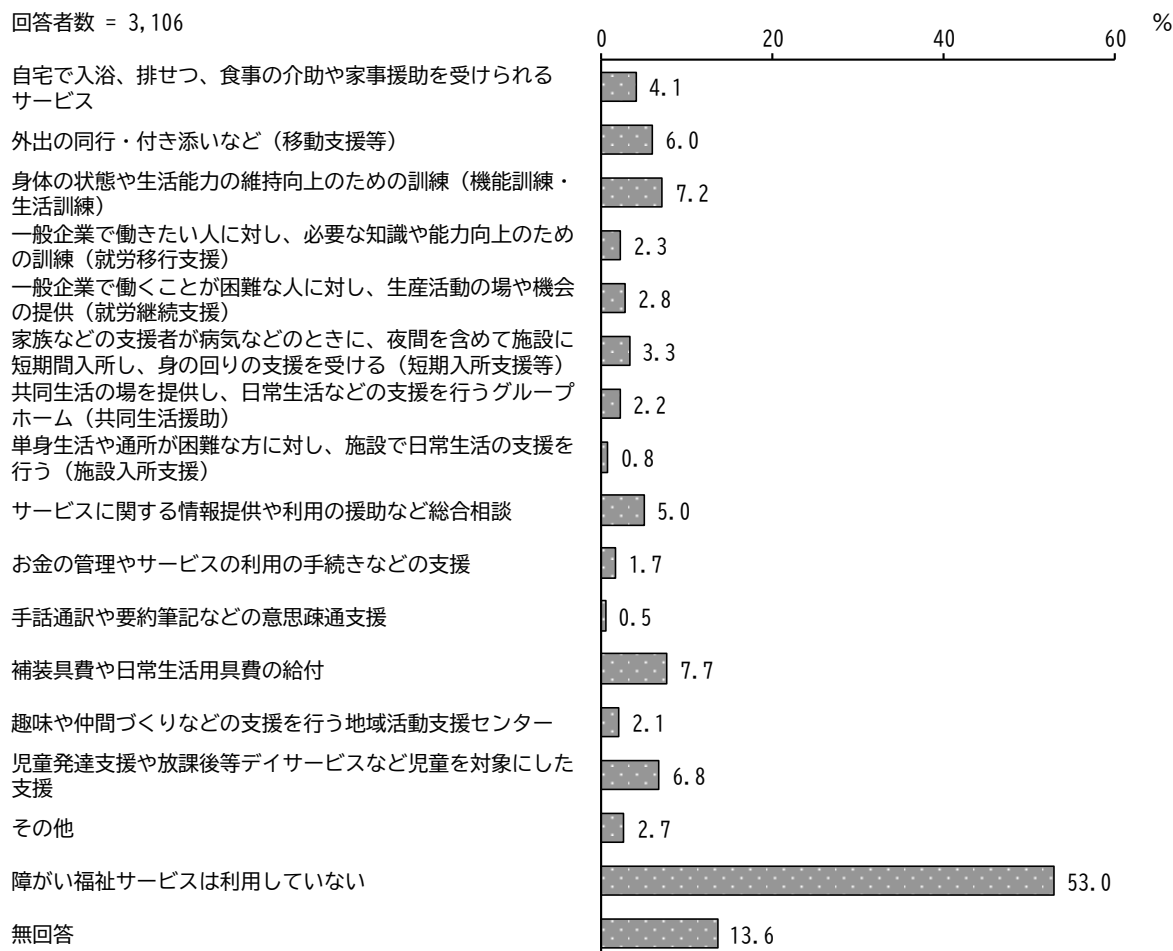 回答者数 = 3,106
%
0 20 40 60
自宅で入浴、排せつ、食事の介助や家事援助を受けられる
サービス
4.1
外出の同行・付き添いなど（移動支援等）
6.0
身体の状態や生活能力の維持向上のための訓練（機能訓練・
生活訓練）
7.2
一般企業で働きたい人に対し、必要な知識や能力向上のため
の訓練（就労移行支援）
2.3
一般企業で働くことが困難な人に対し、生産活動の場や機会
の提供（就労継続支援）
2.8
家族などの支援者が病気などのときに、夜間を含めて施設に
短期間入所し、身の回りの支援を受ける（短期入所支援等）
3.3
共同生活の場を提供し、日常生活などの支援を行うグループ
ホーム（共同生活援助）
2.2
単身生活や通所が困難な方に対し、施設で日常生活の支援を
行う（施設入所支援）
0.8
サービスに関する情報提供や利用の援助など総合相談
5.0
お金の管理やサービスの利用の手続きなどの支援
1.7
手話通訳や要約筆記などの意思疎通支援
0.5
補装具費や日常生活用具費の給付
7.7
趣味や仲間づくりなどの支援を行う地域活動支援センター
2.1
児童発達支援や放課後等デイサービスなど児童を対象にした
支援
6.8
その他
2.7
障がい福祉サービスは利用していない
53.0
無回答
13.6